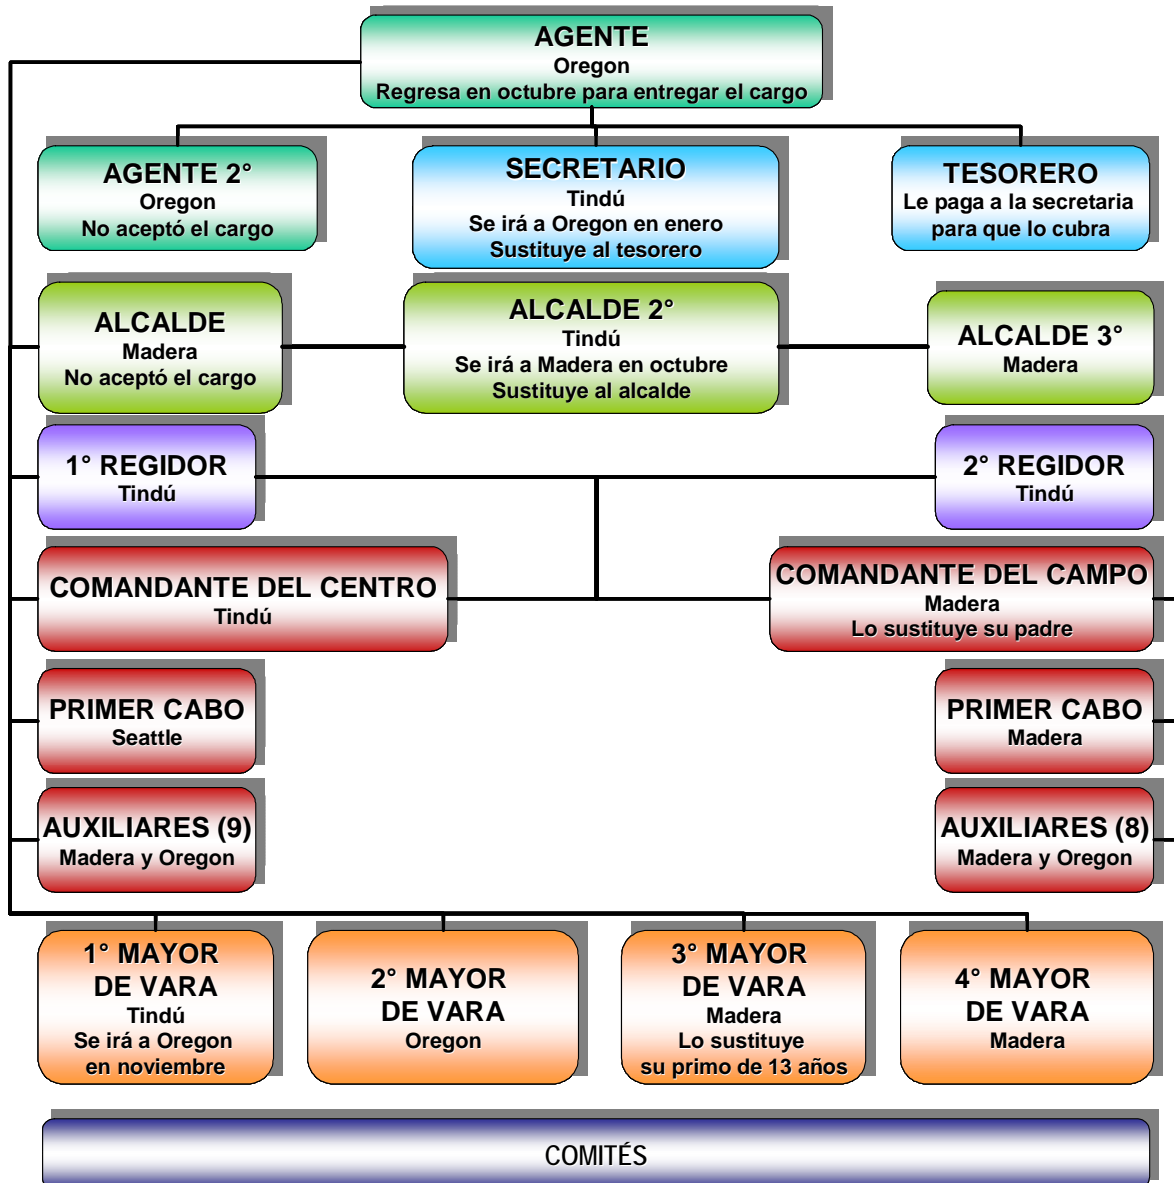 AGENTE
Oregon
Regresa en octubre para entregar el cargo
AGENTE 2°
Oregon
No aceptó el cargo
SECRETARIO
Tindú
Se irá a Oregon en enero
Sustituye al tesorero
TESORERO
Le paga a la secretaria
para que lo cubra
ALCALDE
Madera
No aceptó el cargo
ALCALDE 2°
Tindú
Se irá a Madera en octubre
Sustituye al alcalde
ALCALDE 3°
Madera
1° REGIDOR
Tindú
2° REGIDOR
Tindú
COMANDANTE DEL CENTRO
Tindú
COMANDANTE DEL CAMPO
Madera
Lo sustituye su padre
PRIMER CABO
Seattle
PRIMER CABO
Madera
AUXILIARES (9)
Madera y Oregon
AUXILIARES (8)
Madera y Oregon
1° MAYOR
DE VARA
Tindú
Se irá a Oregon
en noviembre
2° MAYOR
DE VARA
Oregon
3° MAYOR
DE VARA
Madera
Lo sustituye
su primo de 13 años
4° MAYOR
DE VARA
Madera
COMITÉS